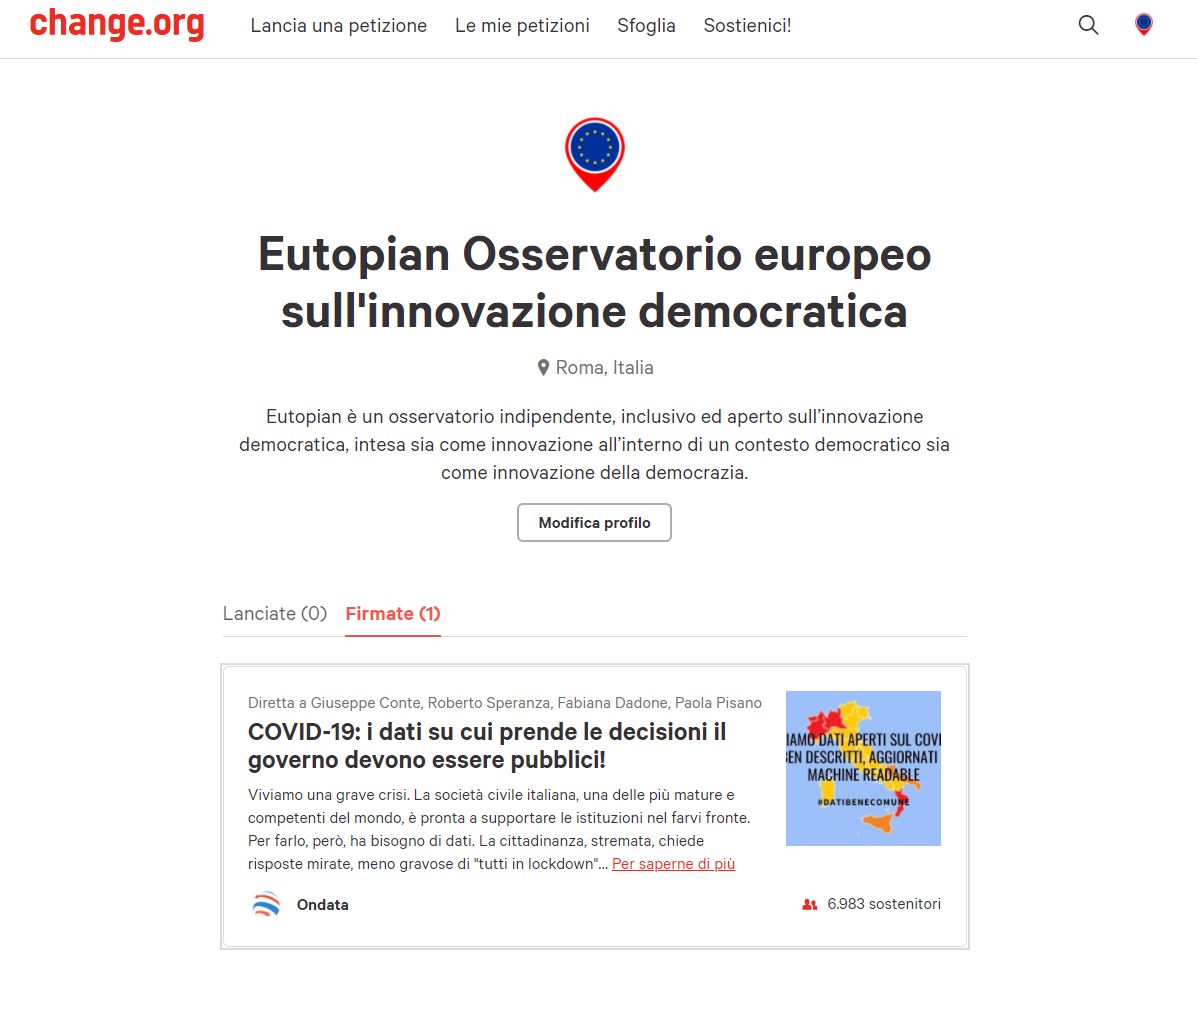 change.org
Lancia una petizione
Le mie petizioni
Sfoglia
Sostienici!
Eutopian Osservatorio europeo
sull'innovazione democratica
Roma, Italia
Eutopian è un osservatorio indipendente, inclusivo ed aperto sull’innovazione
democratica, intesa sia come innovazione all’interno di un contesto democratico sia
come innovazione della democrazia.
Modifica profilo
Lanciate (0)
Firmate (1)
Diretta a Giuseppe Conte, Roberto Speranza, Fabiana Dadone, Paola Pisano
COVID-19: i dati su cui prende le decisioni il
governo devono essere pubblici!
Viviamo una grave crisi. La società civile italiana, una delle più mature e
competenti del mondo, è pronta a supportare le istituzioni nel farvi fronte.
Per farlo, però, ha bisogno di dati. La cittadinanza, stremata, chiede
risposte mirate, meno gravose di "tutti in lockdown"... Per saperne di più
IAMO DATI APERTI SUL COVI
BEN DESCRITTI, AGGIORNATI
MACHINE READABLE
#DATIBENECOMUNE
Ondata
6.983 sostenitori